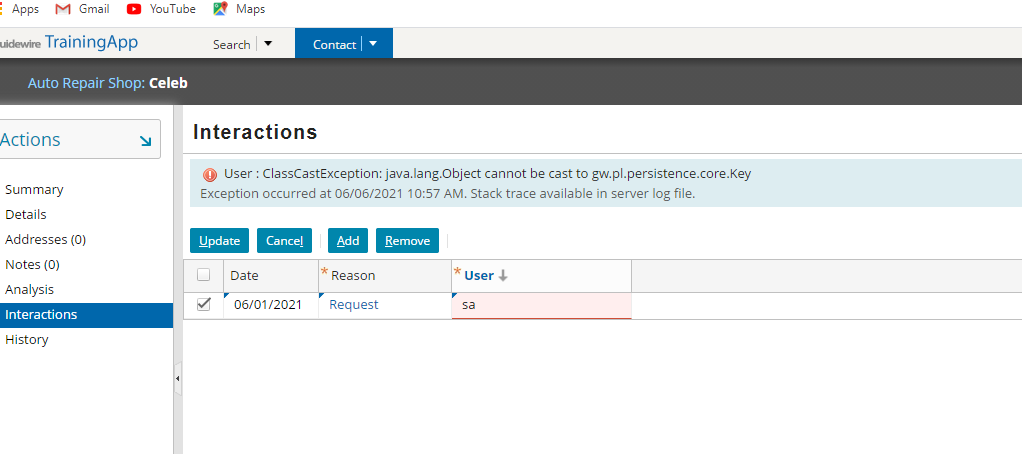 Apps Gmail YouTube Maps
uidewire TrainingApp Search Contact
Auto Repair Shop: Celeb
Actions
Summary
Details
Addresses (0)
Notes (0)
Analysis
Interactions
History
Interactions
User : ClassCastException: java.lang.Object cannot be cast to gw.pl.persistence.core.Key
Exception occurred at 06/06/2021 10:57 AM. Stack trace available in server log file.
Update Cancel Add Remove
Date * Reason * User
06/01/2021 Request sa